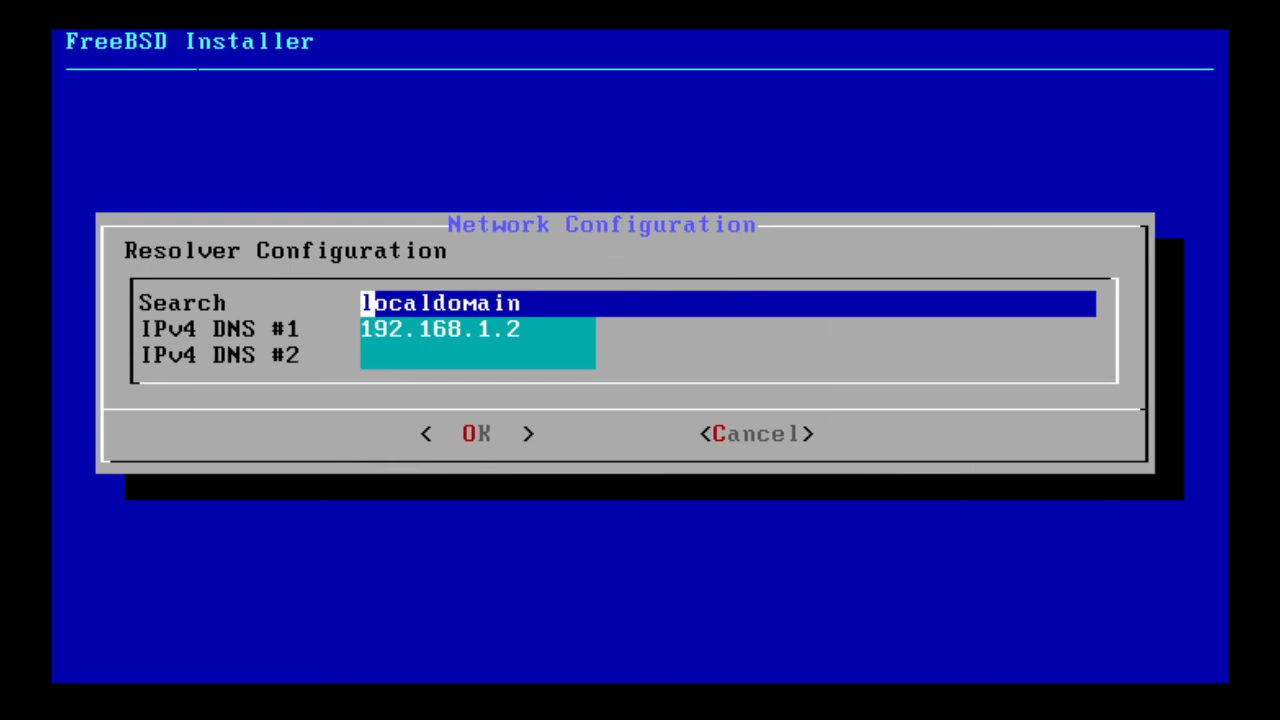 FreeBSD Installer
Network Configuration
Resolver Configuration
Search localdomain
IPv4 DNS #1 192.168.1.2
IPv4 DNS #2
< OK > <Cancel>